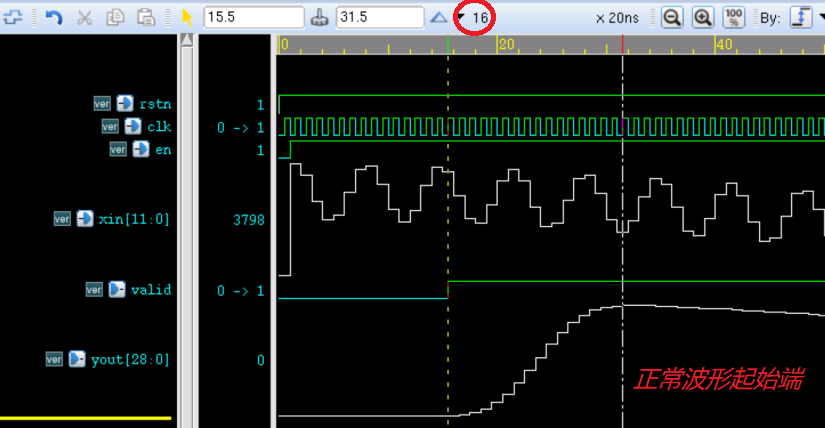 15.5 31.5 16 x 20ns 100 % By:
0 20 40
ver rstn 1
ver clk 0 -> 1
ver en 1
ver xin[11:0] 3798
ver valid 0 -> 1
ver yout[28:0] 0
正常波形起始端